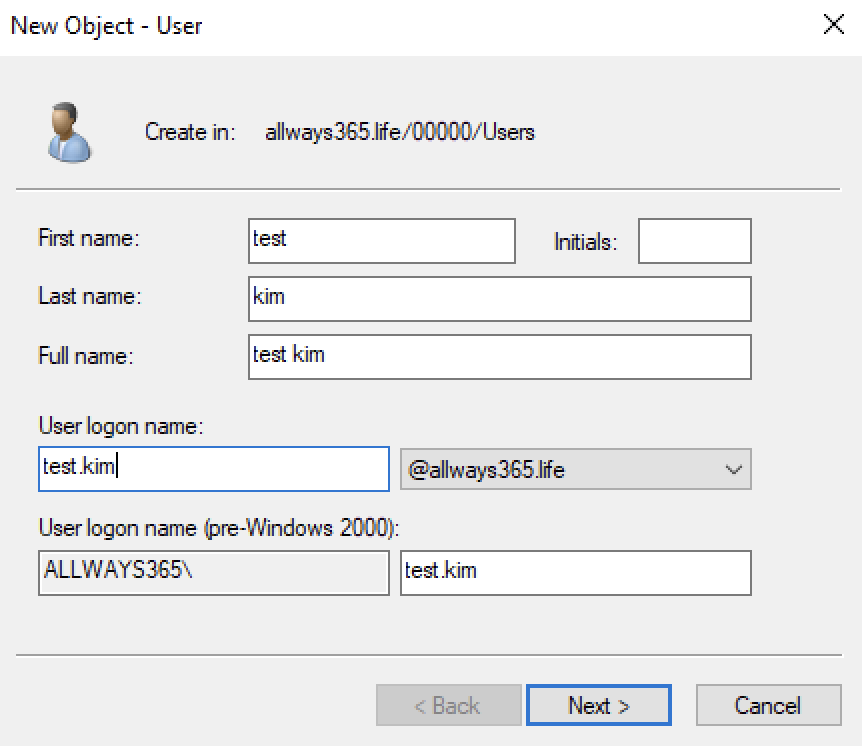 New Object - User
Create in: allways365.life/00000/Users
First name: test Initials:
Last name: kim
Full name: test kim
User logon name:
test.kim @allways365.life
User logon name (pre-Windows 2000):
ALLWAYS365\ test.kim
< Back Next > Cancel